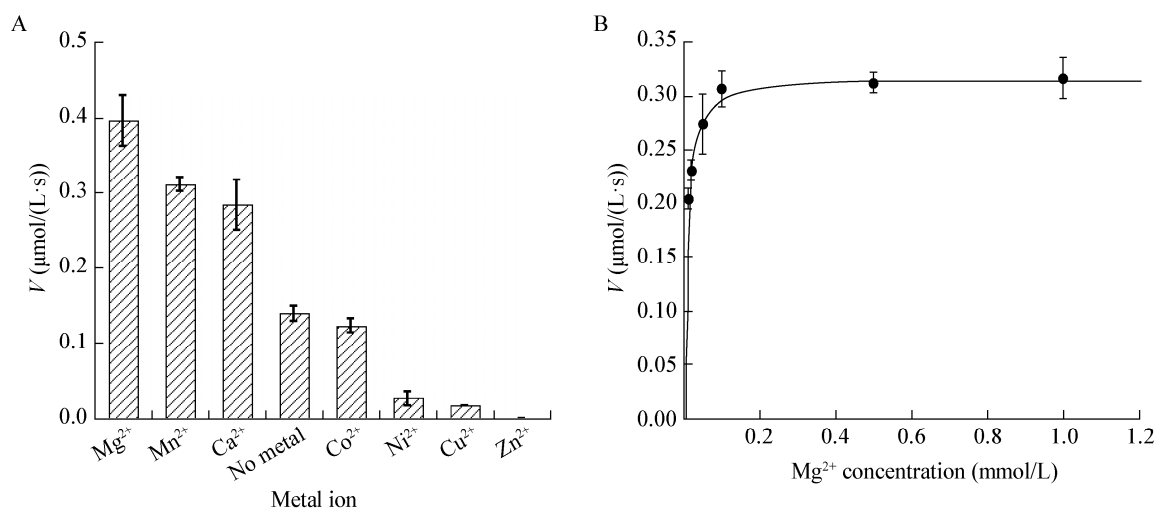 A
V (μmol/(L·s))
0.5
0.4
0.3
0.2
0.1
0.0
Mg²⁺ Mn²⁺ Ca²⁺ No metal Co²⁺ Ni²⁺ Cu²⁺ Zn²⁺
Metal ion
B
V (μmol/(L·s))
0.35
0.30
0.25
0.20
0.15
0.10
0.05
0.00
0.2 0.4 0.6 0.8 1.0 1.2
Mg²⁺ concentration (mmol/L)